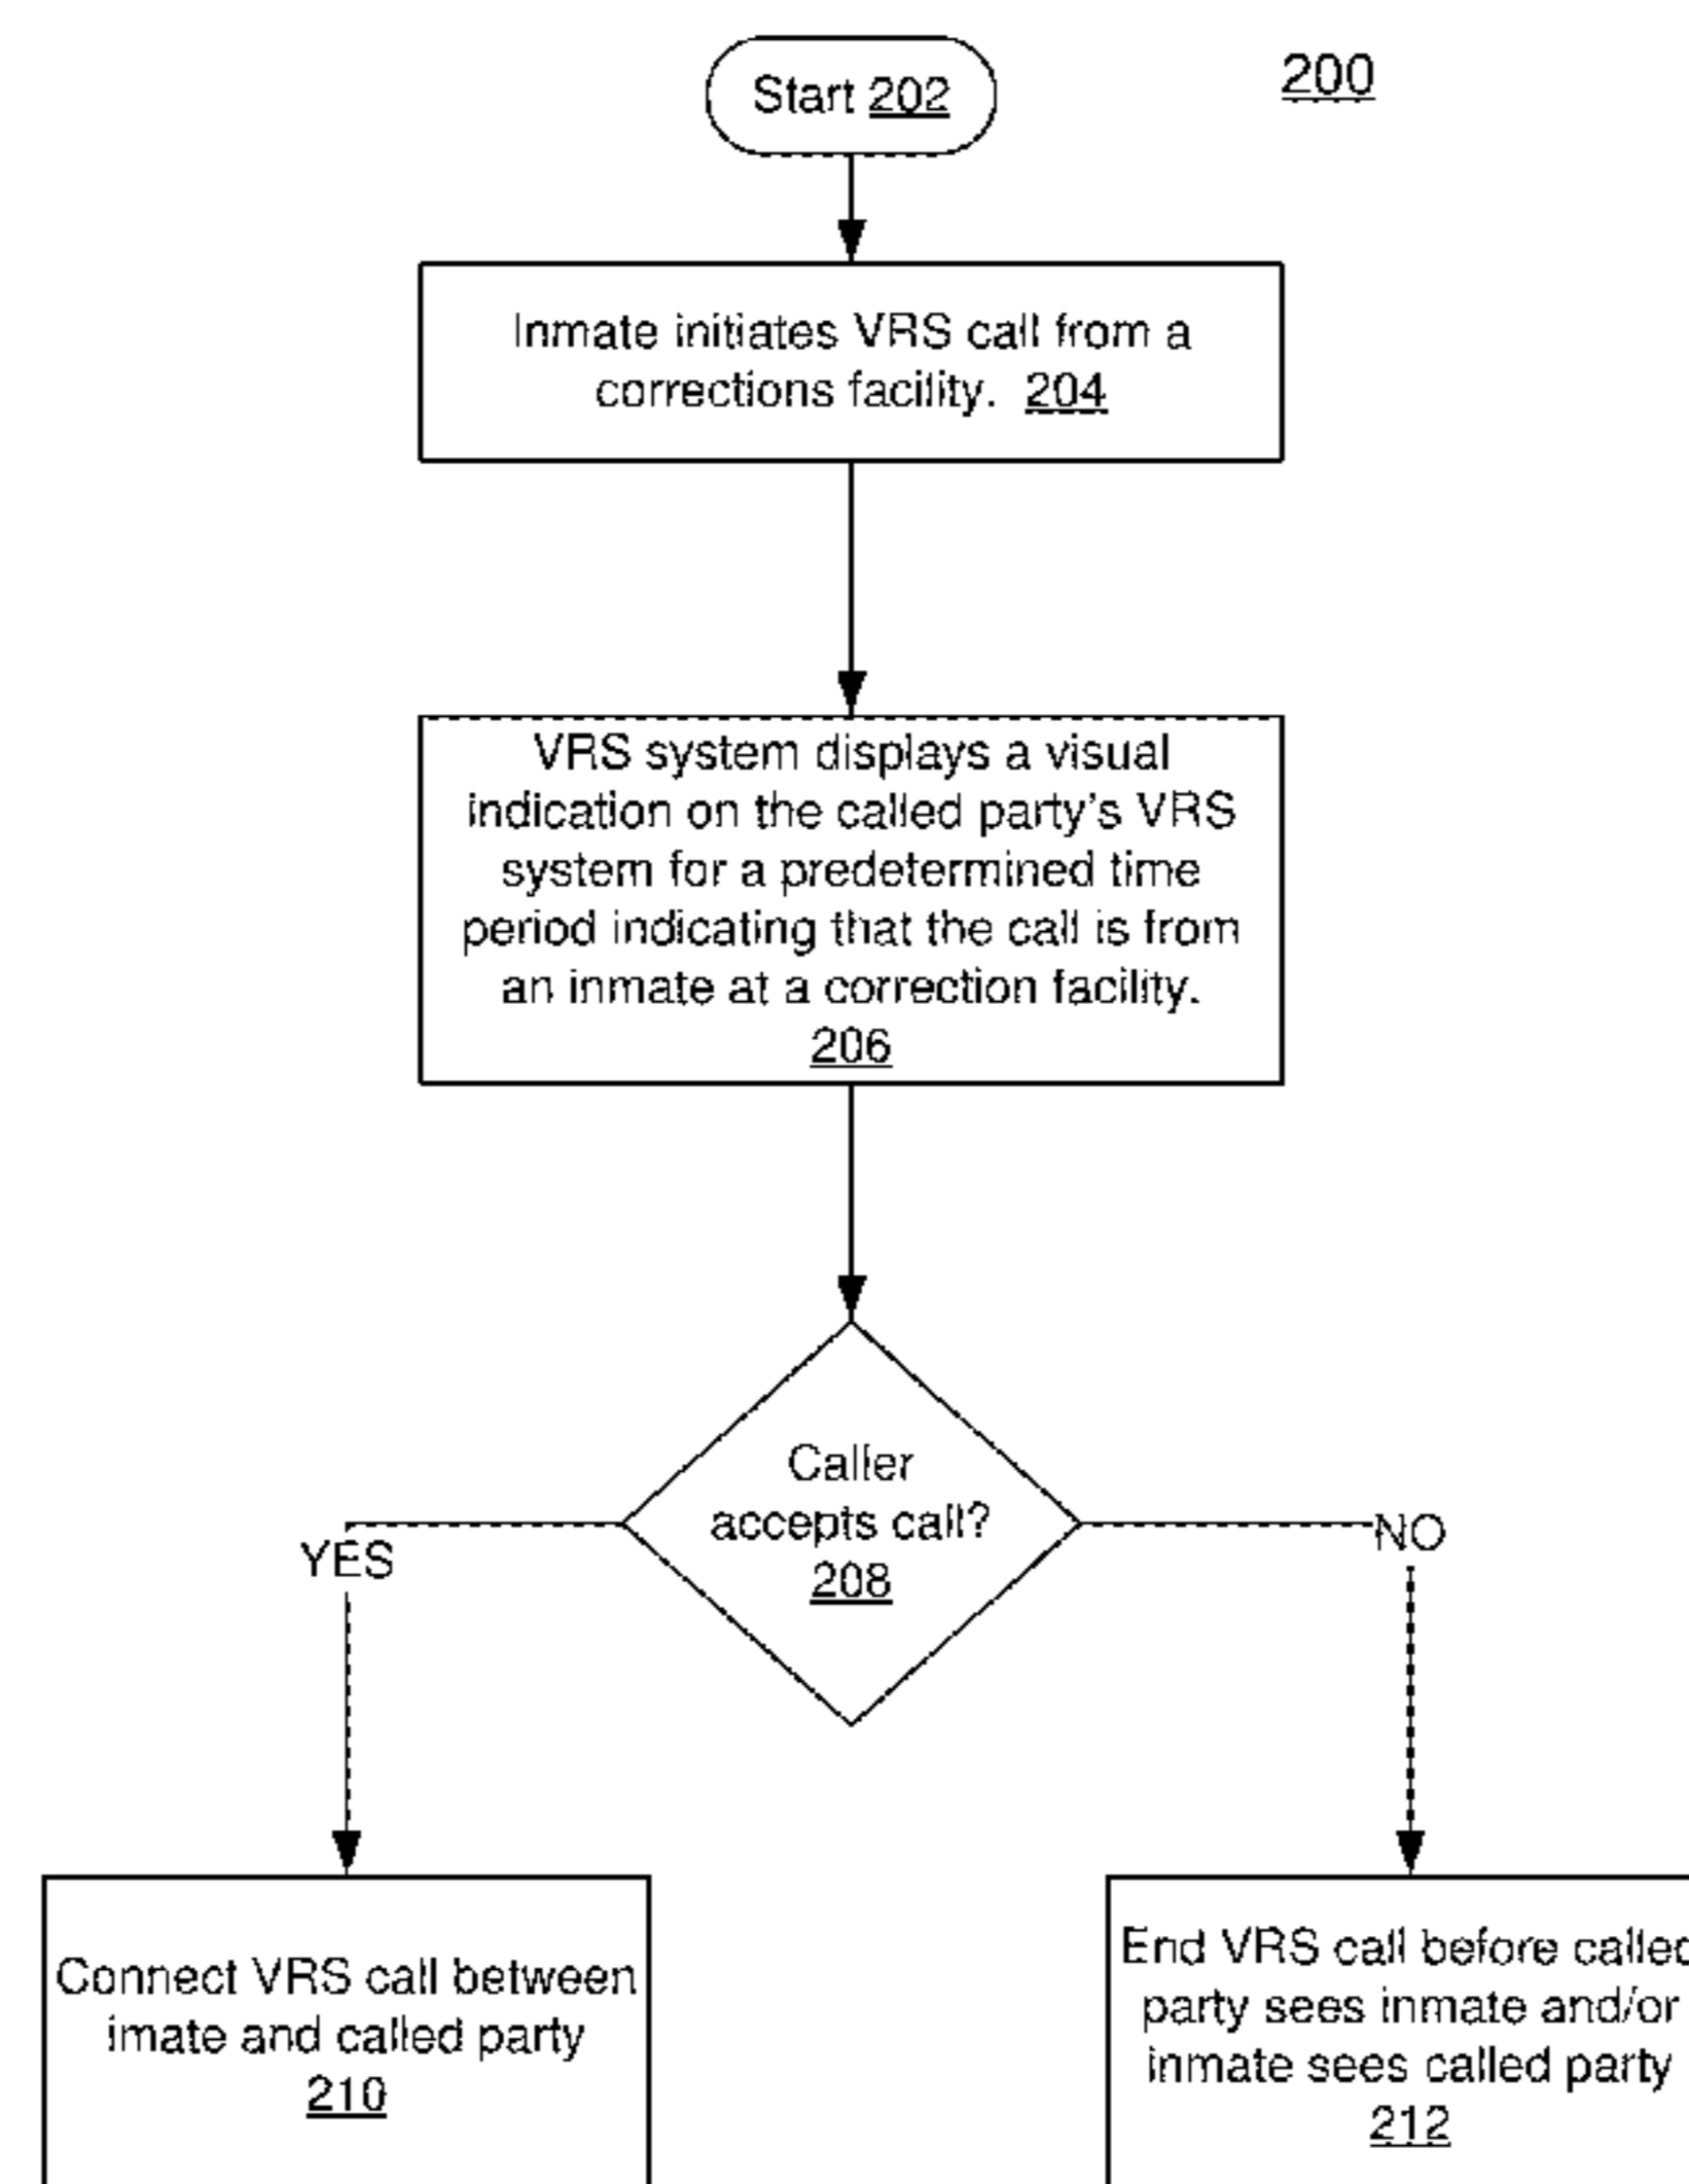 200
Start 202
Inmate initiates VRS call from a
corrections facility. 204
VRS system displays a visual
indication on the called party's VRS
system for a predetermined time
period indicating that the call is from
an inmate at a correction facility.
206
Caller
accepts call?
208
YES
NO
Connect VRS call between
imate and called party
210
End VRS call before called
party sees inmate and/or
inmate sees called party
212